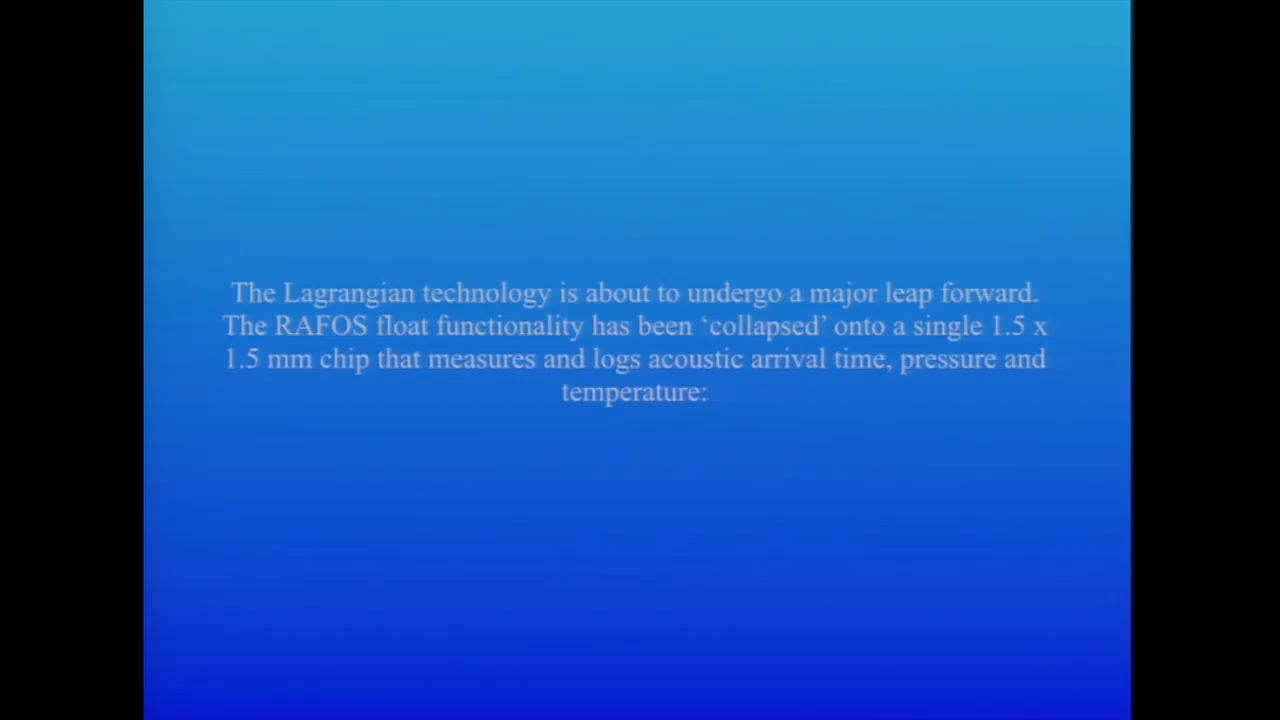 The Lagrangian technology is about to undergo a major leap forward.
The RAFOS float functionality has been ‘collapsed’ onto a single 1.5 x
1.5 mm chip that measures and logs acoustic arrival time, pressure and
temperature: